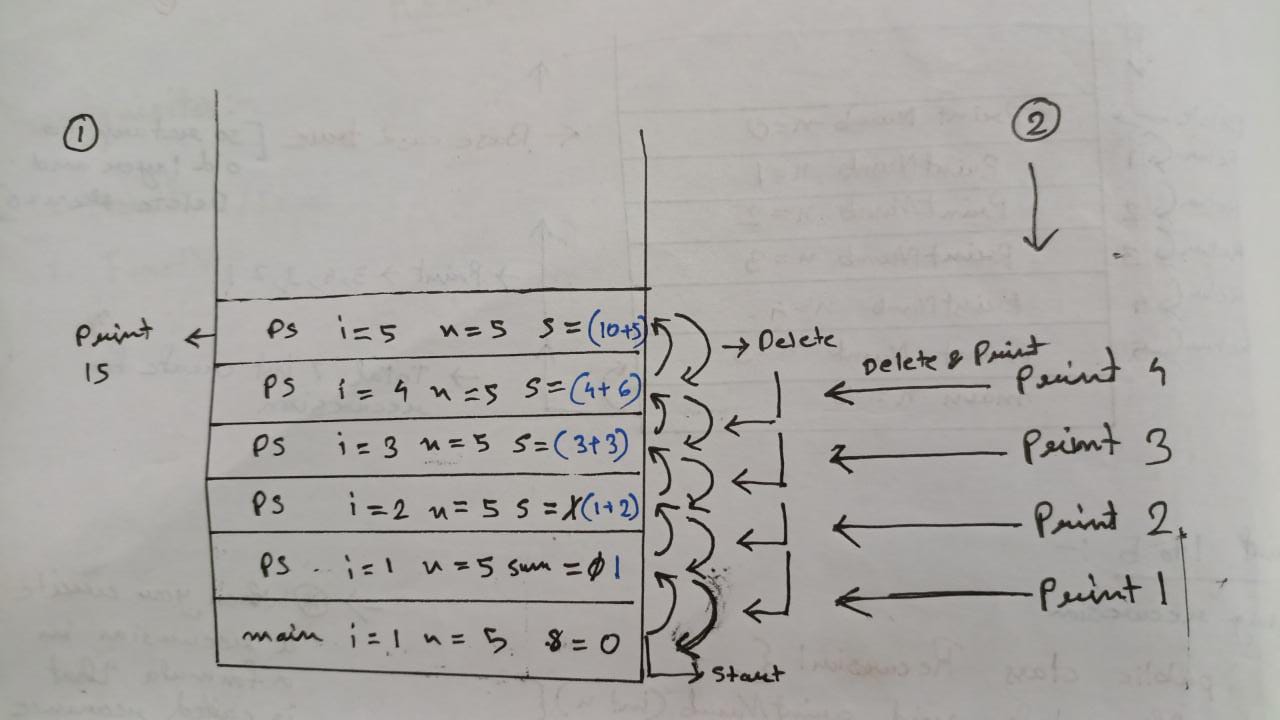 ① ②
PS i=5 n=5 s=(10+5)
Print
15
→ Delete
Delete & Print
PS i=4 n=5 s=(4+6)
Print 4
PS i=3 n=5 s=(3+3)
Print 3
PS i=2 n=5 s=(1+2)
Print 2
PS i=1 n=5 sum=0 1
Print 1
main i=1 n=5 s=0
Start